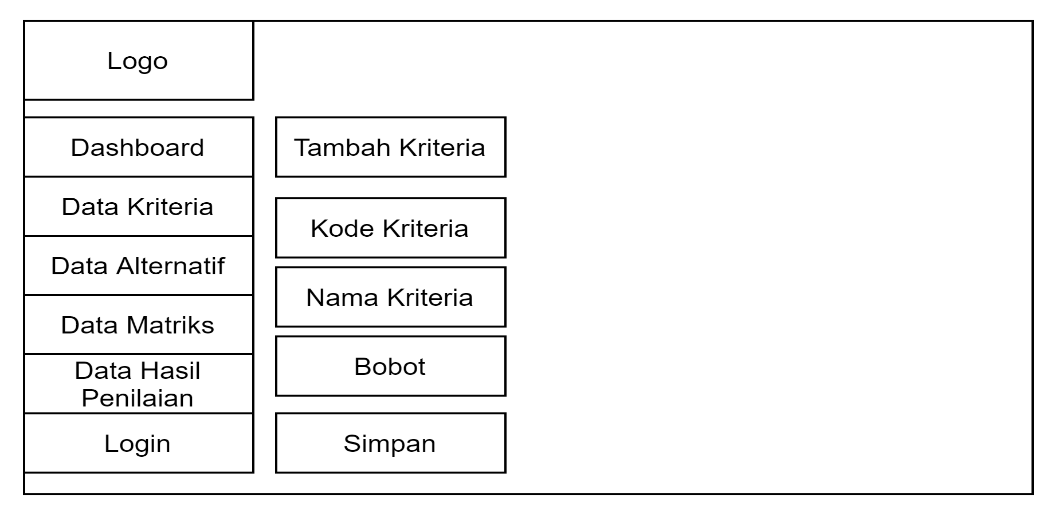 Logo
Dashboard
Data Kriteria
Data Alternatif
Data Matriks
Data Hasil
Penilaian
Login
Tambah Kriteria
Kode Kriteria
Nama Kriteria
Bobot
Simpan